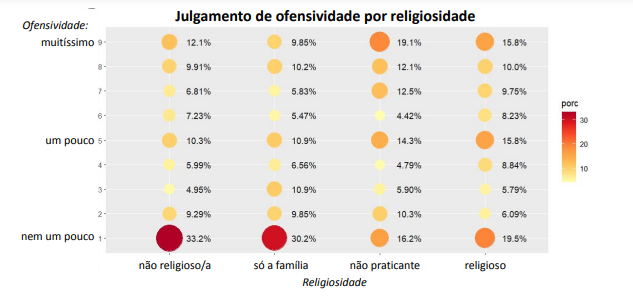 Julgamento de ofensividade por religiosidade
Ofensividade:
muitíssimo 9 12.1% 9.85% 19.1% 15.8%
8 9.91% 10.2% 12.1% 10.0%
7 6.81% 5.83% 12.5% 9.75%
6 7.23% 5.47% 4.42% 8.23%
um pouco 5 10.3% 10.9% 14.3% 15.8%
4 5.99% 6.56% 4.79% 8.84%
3 4.95% 10.9% 5.90% 5.79%
2 9.29% 9.85% 10.3% 6.09%
nem um pouco 1 33.2% 30.2% 16.2% 19.5%
não religioso/a só a família não praticante religioso
Religiosidade
porc
30
20
10